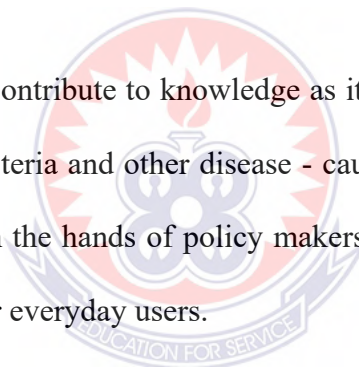 ontribute to knowledge as it
teria and other disease - cau
the hands of policy makers
everyday users.
EDUCATION FOR SERVICE